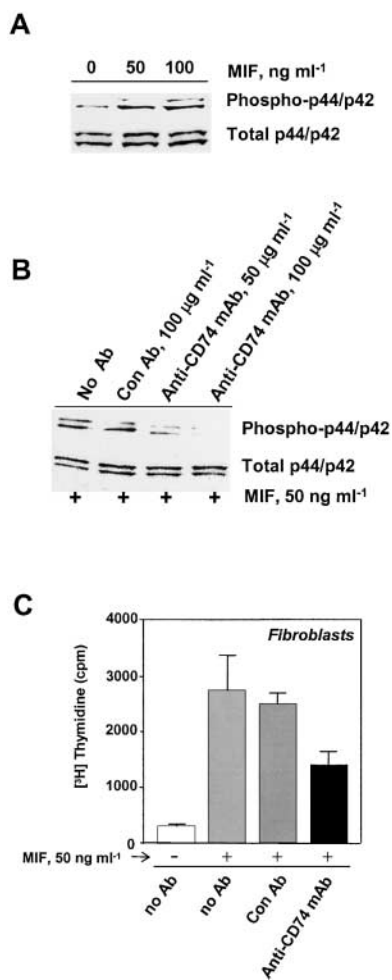 A
0 50 100 MIF, ng ml-1
Phospho-p44/p42
Total p44/p42
B
No Ab
Con Ab, 100 µg ml-1
Anti-CD74 mAb, 50 µg ml-1
Anti-CD74 mAb, 100 µg ml-1
Phospho-p44/p42
Total p44/p42
+ + + + MIF, 50 ng ml-1
C
Fibroblasts
[3H] Thymidine (cpm)
4000
3000
2000
1000
0
MIF, 50 ng ml-1 → - + + +
no Ab
no Ab
Con Ab
Anti-CD74 mAb